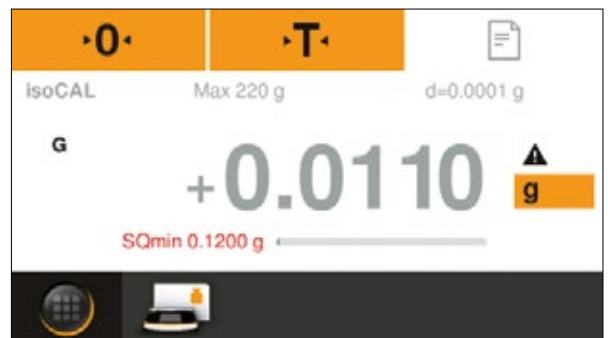 0 T
isoCAL Max 220 g d=0.0001 g
G
+0.0110 g
SQmin 0.1200 g